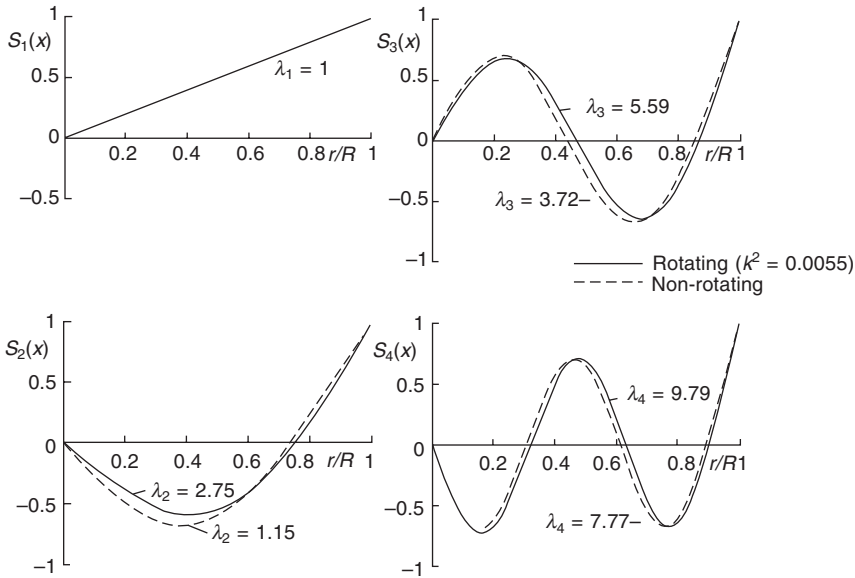 1
S₁(x)
0.5
λ₁ = 1
0
0.2 0.4 0.6 0.8 r/R 1
−0.5
1
S₃(x)
0.5
λ₃ = 5.59
0
0.2 0.4 0.6 0.8 r/R 1
λ₃ = 3.72
−0.5
−1
Rotating (k² = 0.0055)
Non-rotating
1
S₂(x)
0.5
0
0.2 0.4 0.6 0.8 r/R 1
λ₂ = 2.75
−0.5
λ₂ = 1.15
−1
1
S₄(x)
0.5
λ₄ = 9.79
0
0.2 0.4 0.6 0.8 r/R 1
−0.5
λ₄ = 7.77
−1